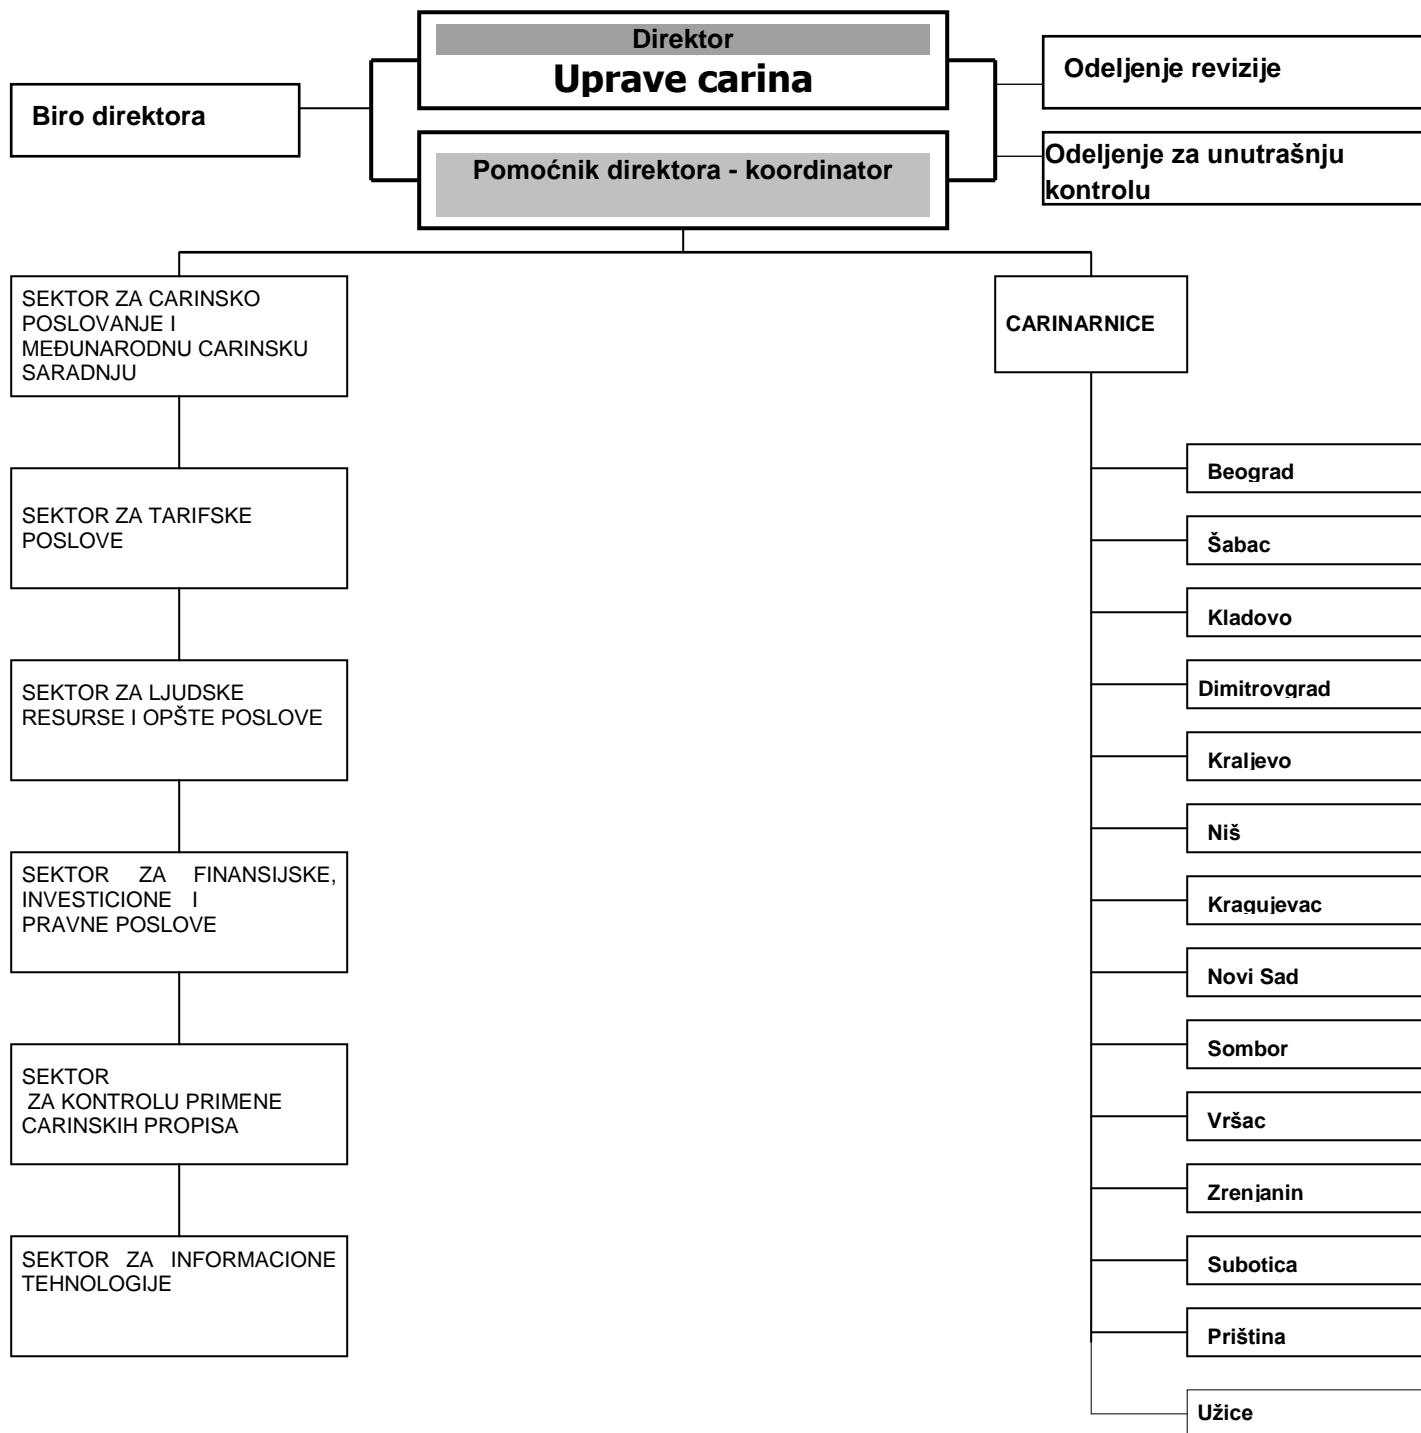 Direktor
Uprave carina
Biro direktora
Odeljenje revizije
Pomoćnik direktora - koordinator
Odeljenje za unutrašnju
kontrolu
SEKTOR ZA CARINSKO
POSLOVANJE I
MEĐUNARODNU CARINSKU
SARADNJU
SEKTOR ZA TARIFSKE
POSLOVE
SEKTOR ZA LJUDSKE
RESURSE I OPŠTE POSLOVE
SEKTOR ZA FINANSIJSKE,
INVESTICIONE I
PRAVNE POSLOVE
SEKTOR
ZA KONTROLU PRIMENE
CARINSKIH PROPISA
SEKTOR ZA INFORMACIONE
TEHNOLOGIJE
CARINARNICE
Beograd
Šabac
Kladovo
Dimitrovgrad
Kraljevo
Niš
Kragujevac
Novi Sad
Sombor
Vršac
Zrenjanin
Subotica
Priština
Užice